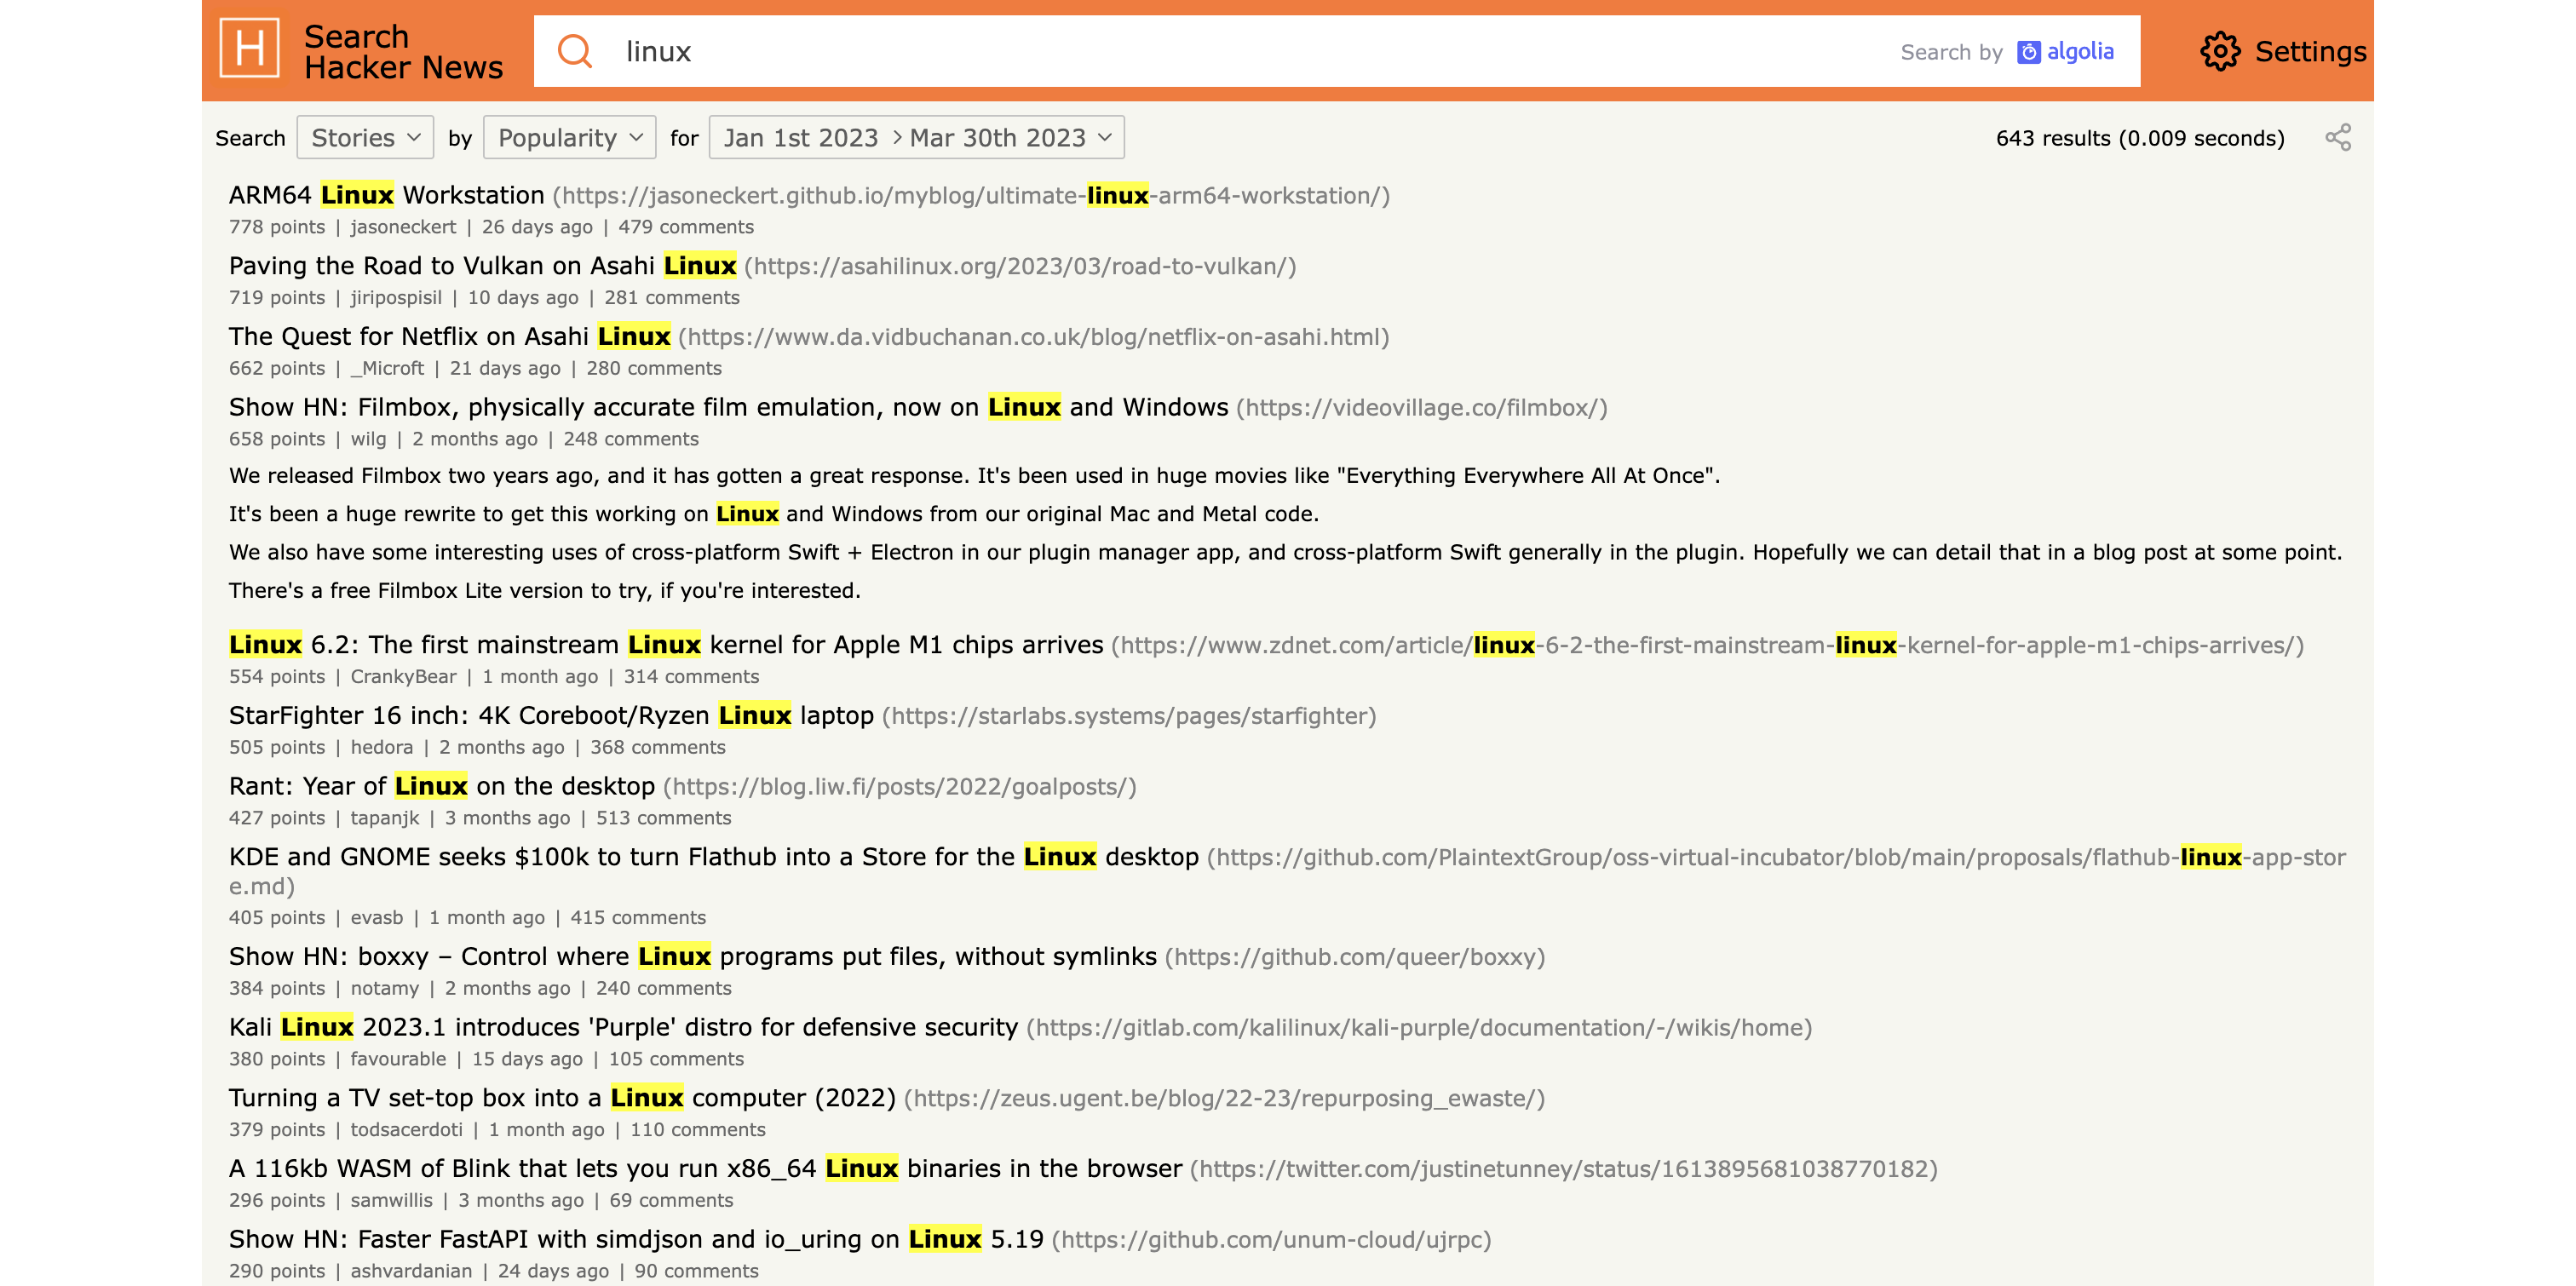 H
Search
Hacker News
linux
Search by algolia
Settings
Search Stories by Popularity for Jan 1st 2023 > Mar 30th 2023
643 results (0.009 seconds)
ARM64 Linux Workstation (https://jasoneckert.github.io/myblog/ultimate-linux-arm64-workstation/)
778 points | jasoneckert | 26 days ago | 479 comments
Paving the Road to Vulkan on Asahi Linux (https://asahilinux.org/2023/03/road-to-vulkan/)
719 points | jiripospisil | 10 days ago | 281 comments
The Quest for Netflix on Asahi Linux (https://www.da.vidbuchanan.co.uk/blog/netflix-on-asahi.html)
662 points | _Microft | 21 days ago | 280 comments
Show HN: Filmbox, physically accurate film emulation, now on Linux and Windows (https://videovillage.co/filmbox/)
658 points | wilg | 2 months ago | 248 comments
We released Filmbox two years ago, and it has gotten a great response. It's been used in huge movies like "Everything Everywhere All At Once".
It's been a huge rewrite to get this working on Linux and Windows from our original Mac and Metal code.
We also have some interesting uses of cross-platform Swift + Electron in our plugin manager app, and cross-platform Swift generally in the plugin. Hopefully we can detail that in a blog post at some point.
There's a free Filmbox Lite version to try, if you're interested.
Linux 6.2: The first mainstream Linux kernel for Apple M1 chips arrives (https://www.zdnet.com/article/linux-6-2-the-first-mainstream-linux-kernel-for-apple-m1-chips-arrives/)
554 points | CrankyBear | 1 month ago | 314 comments
StarFighter 16 inch: 4K Coreboot/Ryzen Linux laptop (https://starlabs.systems/pages/starfighter)
505 points | hedora | 2 months ago | 368 comments
Rant: Year of Linux on the desktop (https://blog.liw.fi/posts/2022/goalposts/)
427 points | tapanjk | 3 months ago | 513 comments
KDE and GNOME seeks $100k to turn Flathub into a Store for the Linux desktop (https://github.com/PlaintextGroup/oss-virtual-incubator/blob/main/proposals/flathub-linux-app-stor
e.md)
405 points | evasb | 1 month ago | 415 comments
Show HN: boxxy – Control where Linux programs put files, without symlinks (https://github.com/queer/boxxy)
384 points | notamy | 2 months ago | 240 comments
Kali Linux 2023.1 introduces 'Purple' distro for defensive security (https://gitlab.com/kalilinux/kali-purple/documentation/-/wikis/home)
380 points | favourable | 15 days ago | 105 comments
Turning a TV set-top box into a Linux computer (2022) (https://zeus.ugent.be/blog/22-23/repurposing_ewaste/)
379 points | todsacerdoti | 1 month ago | 110 comments
A 116kb WASM of Blink that lets you run x86_64 Linux binaries in the browser (https://twitter.com/justinetunney/status/1613895681038770182)
296 points | samwillis | 3 months ago | 69 comments
Show HN: Faster FastAPI with simdjson and io_uring on Linux 5.19 (https://github.com/unum-cloud/ujrpc)
290 points | ashvardanian | 24 days ago | 90 comments